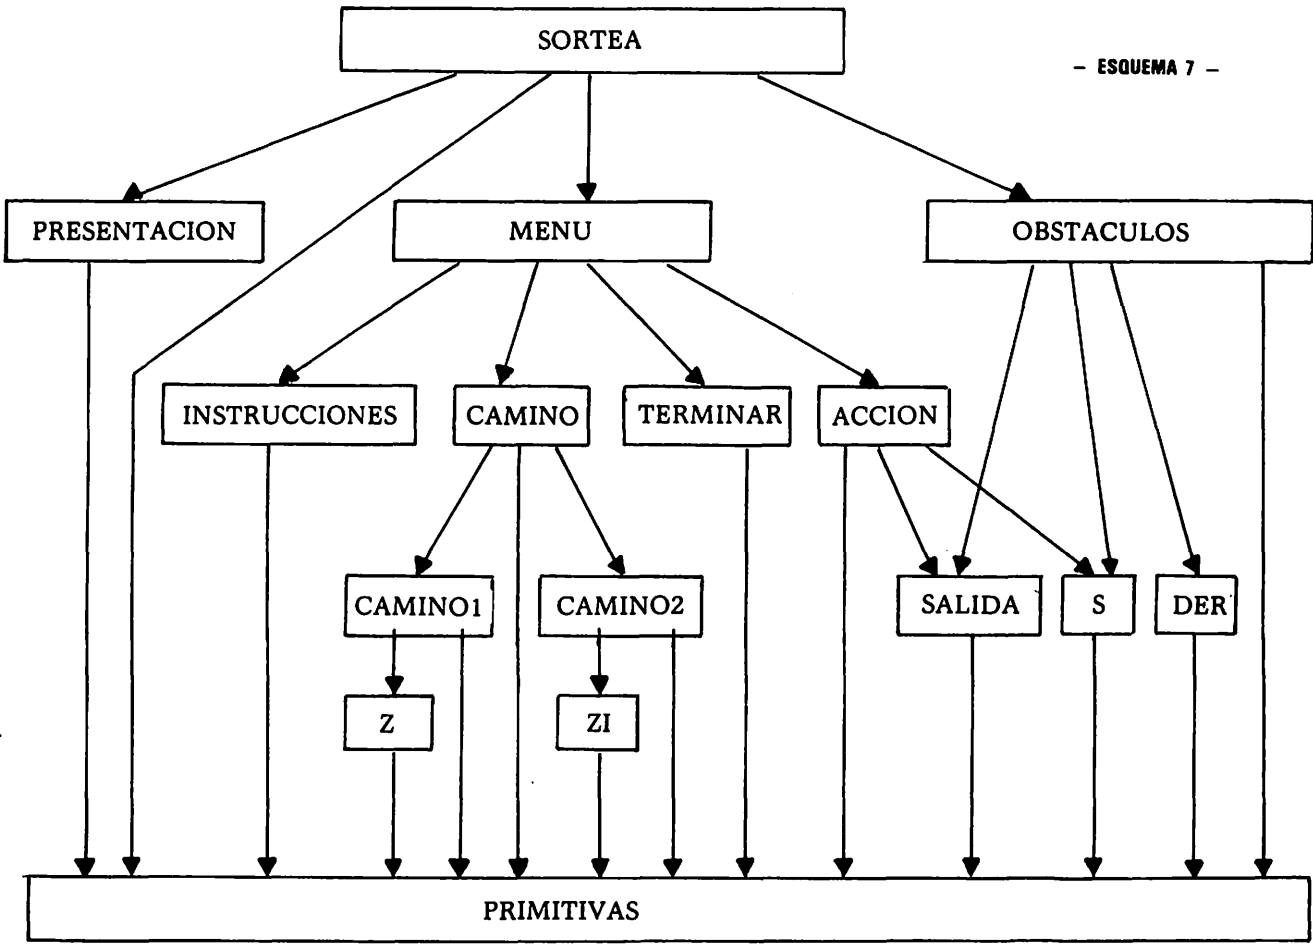 SORTEA
– ESQUEMA 7 –
PRESENTACION
MENU
OBSTACULOS
INSTRUCCIONES
CAMINO
TERMINAR
ACCION
CAMINO1
CAMINO2
SALIDA
S
DER
Z
ZI
PRIMITIVAS